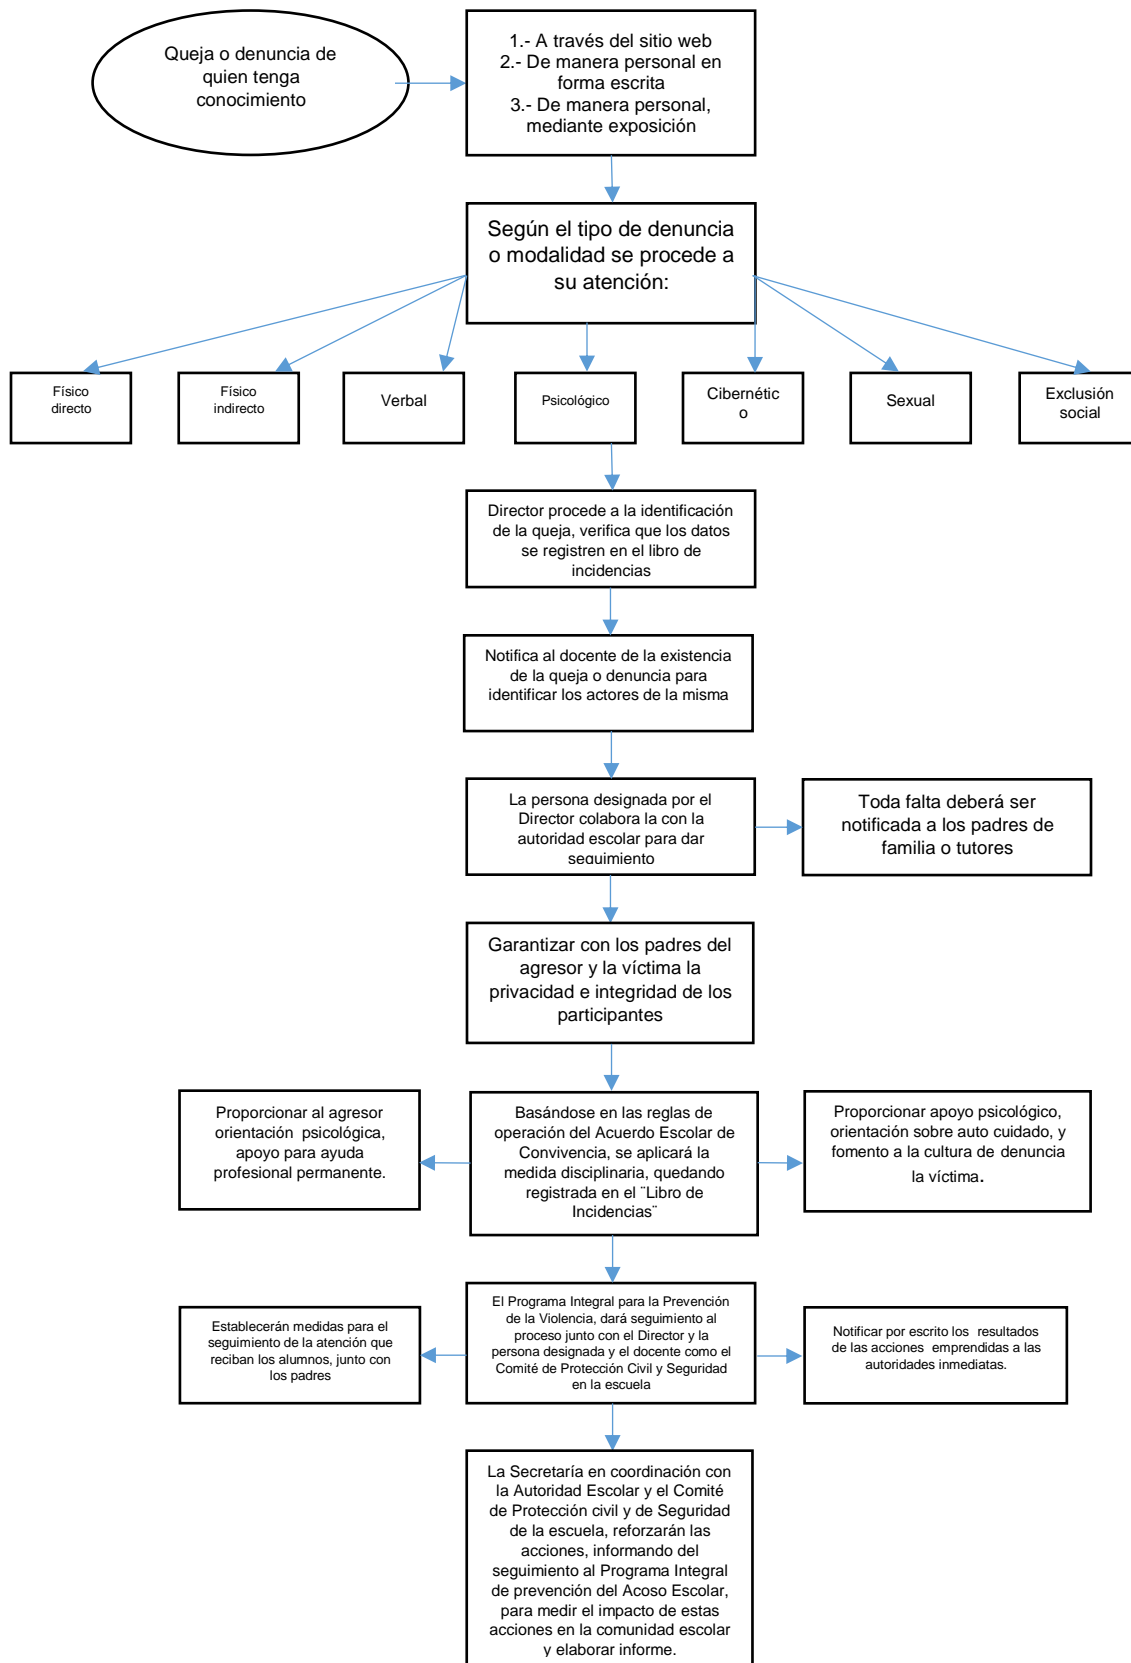 Queja o denuncia de
quien tenga
conocimiento
1.- A través del sitio web
2.- De manera personal en
forma escrita
3.- De manera personal,
mediante exposición
Según el tipo de denuncia
o modalidad se procede a
su atención:
Físico
directo
Físico
indirecto
Verbal
Psicológico
Cibernétic
o
Sexual
Exclusión
social
Director procede a la identificación
de la queja, verifica que los datos
se registren en el libro de
incidencias
Notifica al docente de la existencia
de la queja o denuncia para
identificar los actores de la misma
La persona designada por el
Director colabora la con la
autoridad escolar para dar
seguimiento
Toda falta deberá ser
notificada a los padres de
familia o tutores
Garantizar con los padres del
agresor y la víctima la
privacidad e integridad de los
participantes
Proporcionar al agresor
orientación psicológica,
apoyo para ayuda
profesional permanente.
Basándose en las reglas de
operación del Acuerdo Escolar de
Convivencia, se aplicará la
medida disciplinaria, quedando
registrada en el ¨Libro de
Incidencias¨
Proporcionar apoyo psicológico,
orientación sobre auto cuidado, y
fomento a la cultura de denuncia
la víctima.
Establecerán medidas para el
seguimiento de la atención que
reciban los alumnos, junto con
los padres
El Programa Integral para la Prevención
de la Violencia, dará seguimiento al
proceso junto con el Director y la
persona designada y el docente como el
Comité de Protección Civil y Seguridad
en la escuela
Notificar por escrito los resultados
de las acciones emprendidas a las
autoridades inmediatas.
La Secretaría en coordinación con
la Autoridad Escolar y el Comité
de Protección civil y de Seguridad
de la escuela, reforzarán las
acciones, informando del
seguimiento al Programa Integral
de prevención del Acoso Escolar,
para medir el impacto de estas
acciones en la comunidad escolar
y elaborar informe.